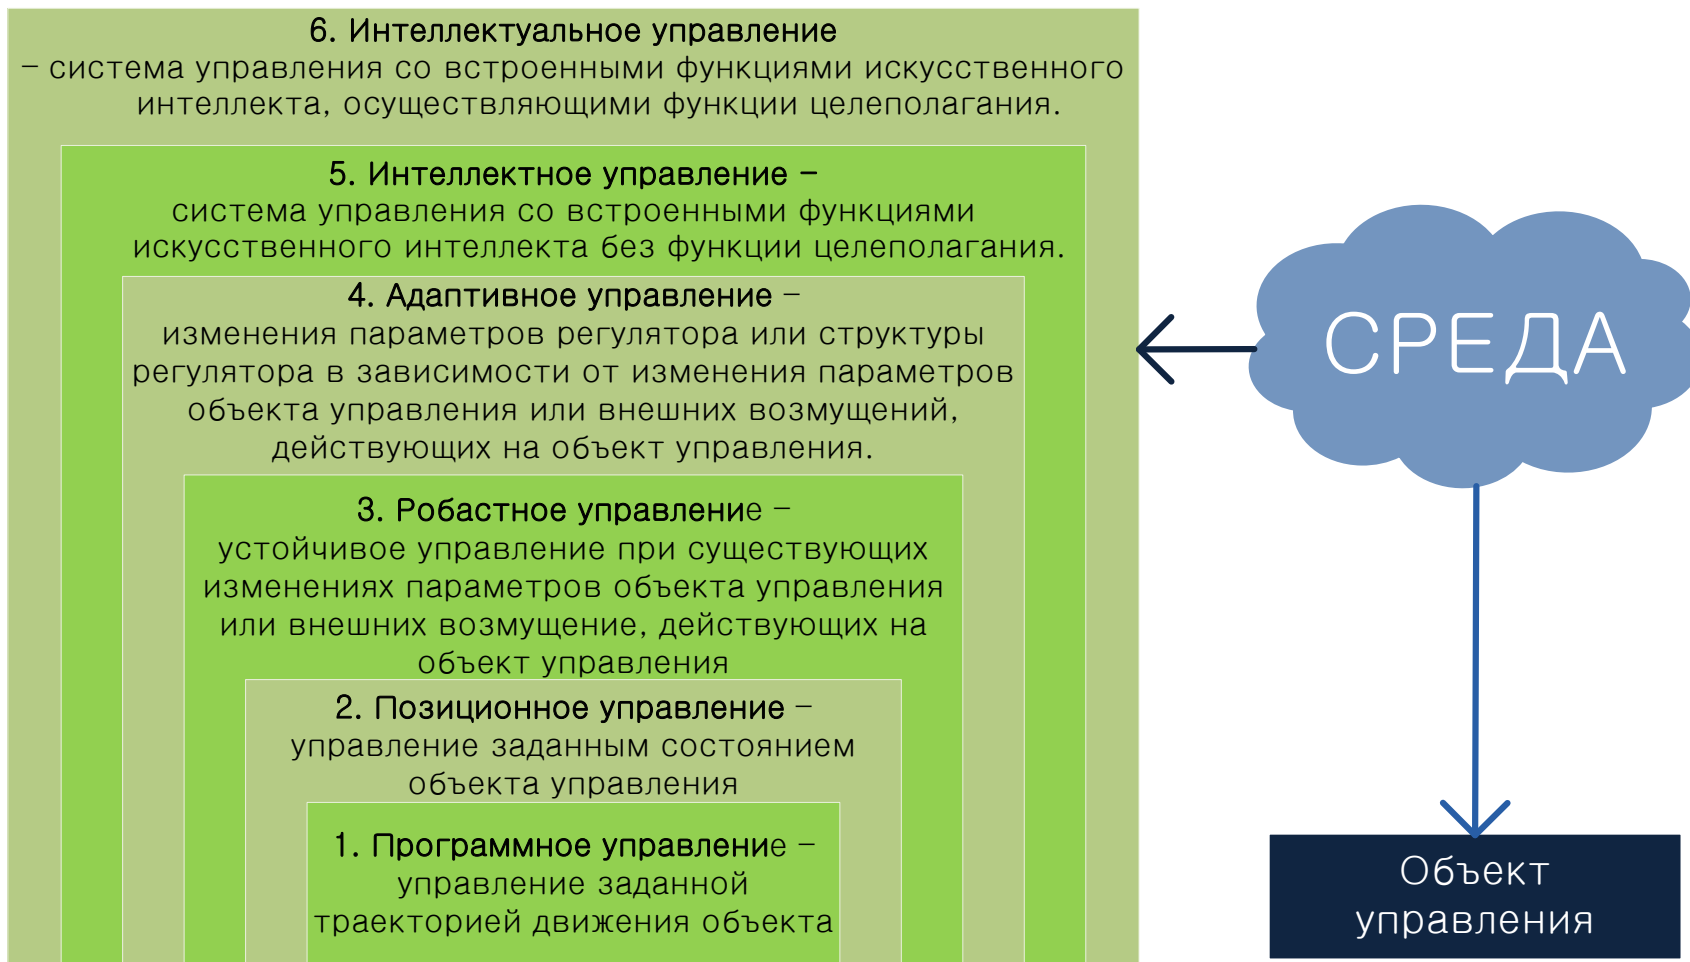 6. Интеллектуальное управление
– система управления со встроенными функциями искусственного
интеллекта, осуществляющими функции целеполагания.
5. Интеллектное управление –
система управления со встроенными функциями
искусственного интеллекта без функции целеполагания.
4. Адаптивное управление –
изменения параметров регулятора или структуры
регулятора в зависимости от изменения параметров
объекта управления или внешних возмущений,
действующих на объект управления.
3. Робастное управление –
устойчивое управление при существующих
изменениях параметров объекта управления
или внешних возмущение, действующих на
объект управления
2. Позиционное управление –
управление заданным состоянием
объекта управления
1. Программное управление –
управление заданной
траекторией движения объекта
СРЕДА
Объект
управления